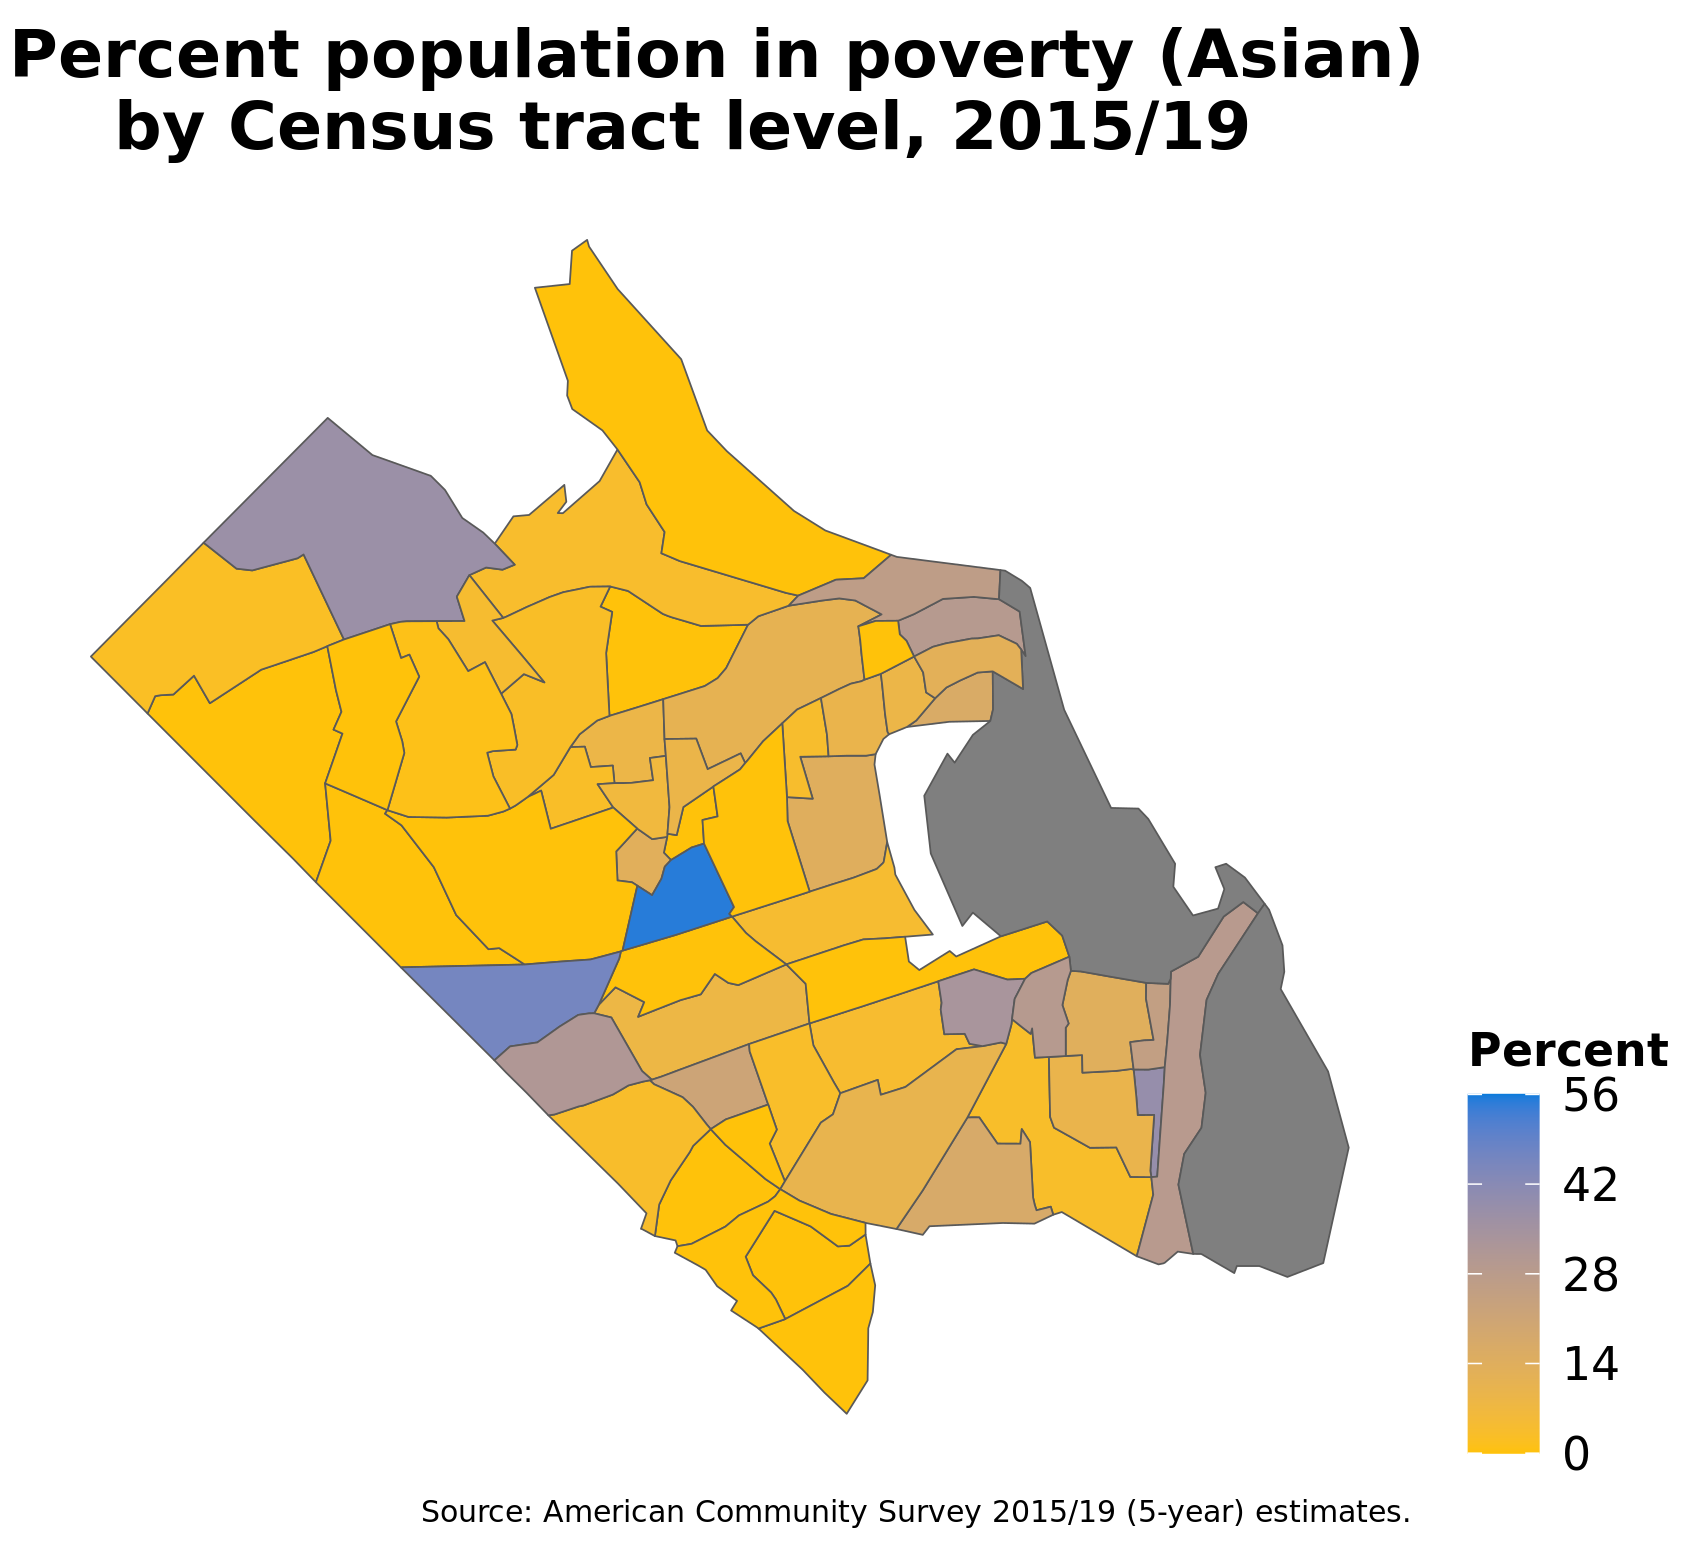 Percent population in poverty (Asian)
by Census tract level, 2015/19
Percent
56
42
28
14
0
Source: American Community Survey 2015/19 (5-year) estimates.